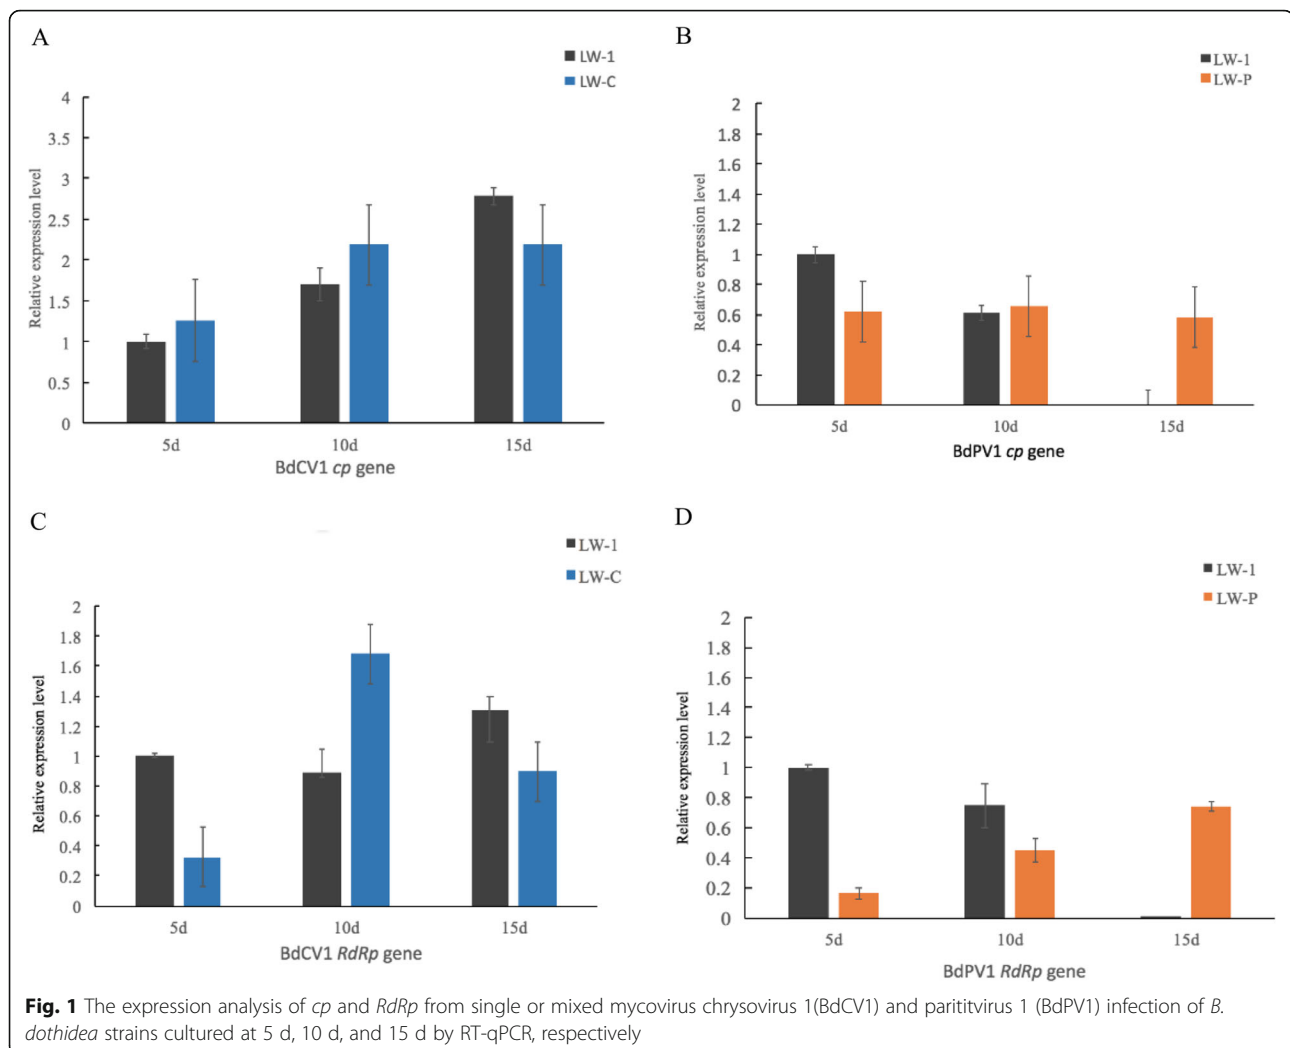 A
LW-1
LW-C
4
3.5
3
2.5
2
1.5
1
0.5
0
Relative expression level
5d 10d 15d
BdCV1 cp gene
B
LW-1
LW-P
2
1.8
1.6
1.4
1.2
1
0.8
0.6
0.4
0.2
0
Relative expression level
5d 10d 15d
BdPV1 cp gene
C
LW-1
LW-C
2
1.8
1.6
1.4
1.2
1
0.8
0.6
0.4
0.2
0
Relative expression level
5d 10d 15d
BdCV1 RdRp gene
D
LW-1
LW-P
2
1.8
1.6
1.4
1.2
1
0.8
0.6
0.4
0.2
0
Relative expression level
5d 10d 15d
BdPV1 RdRp gene
Fig. 1 The expression analysis of cp and RdRp from single or mixed mycovirus chrysovirus 1(BdCV1) and parititvirus 1 (BdPV1) infection of B.
dothidea strains cultured at 5 d, 10 d, and 15 d by RT-qPCR, respectively